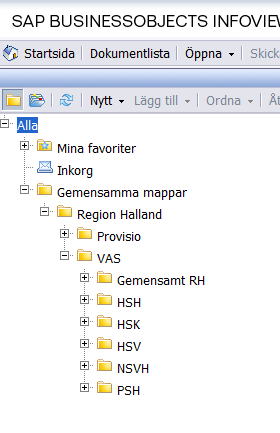 SAP BUSINESSOBJECTS INFOVIEW
Startsida Dokumentlista Öppna Skick
Nytt Lägg till Ordna Åt
Alla
Mina favoriter
Inkorg
Gemensamma mappar
Region Halland
Provisio
VAS
Gemensamt RH
HSH
HSK
HSV
NSVH
PSH